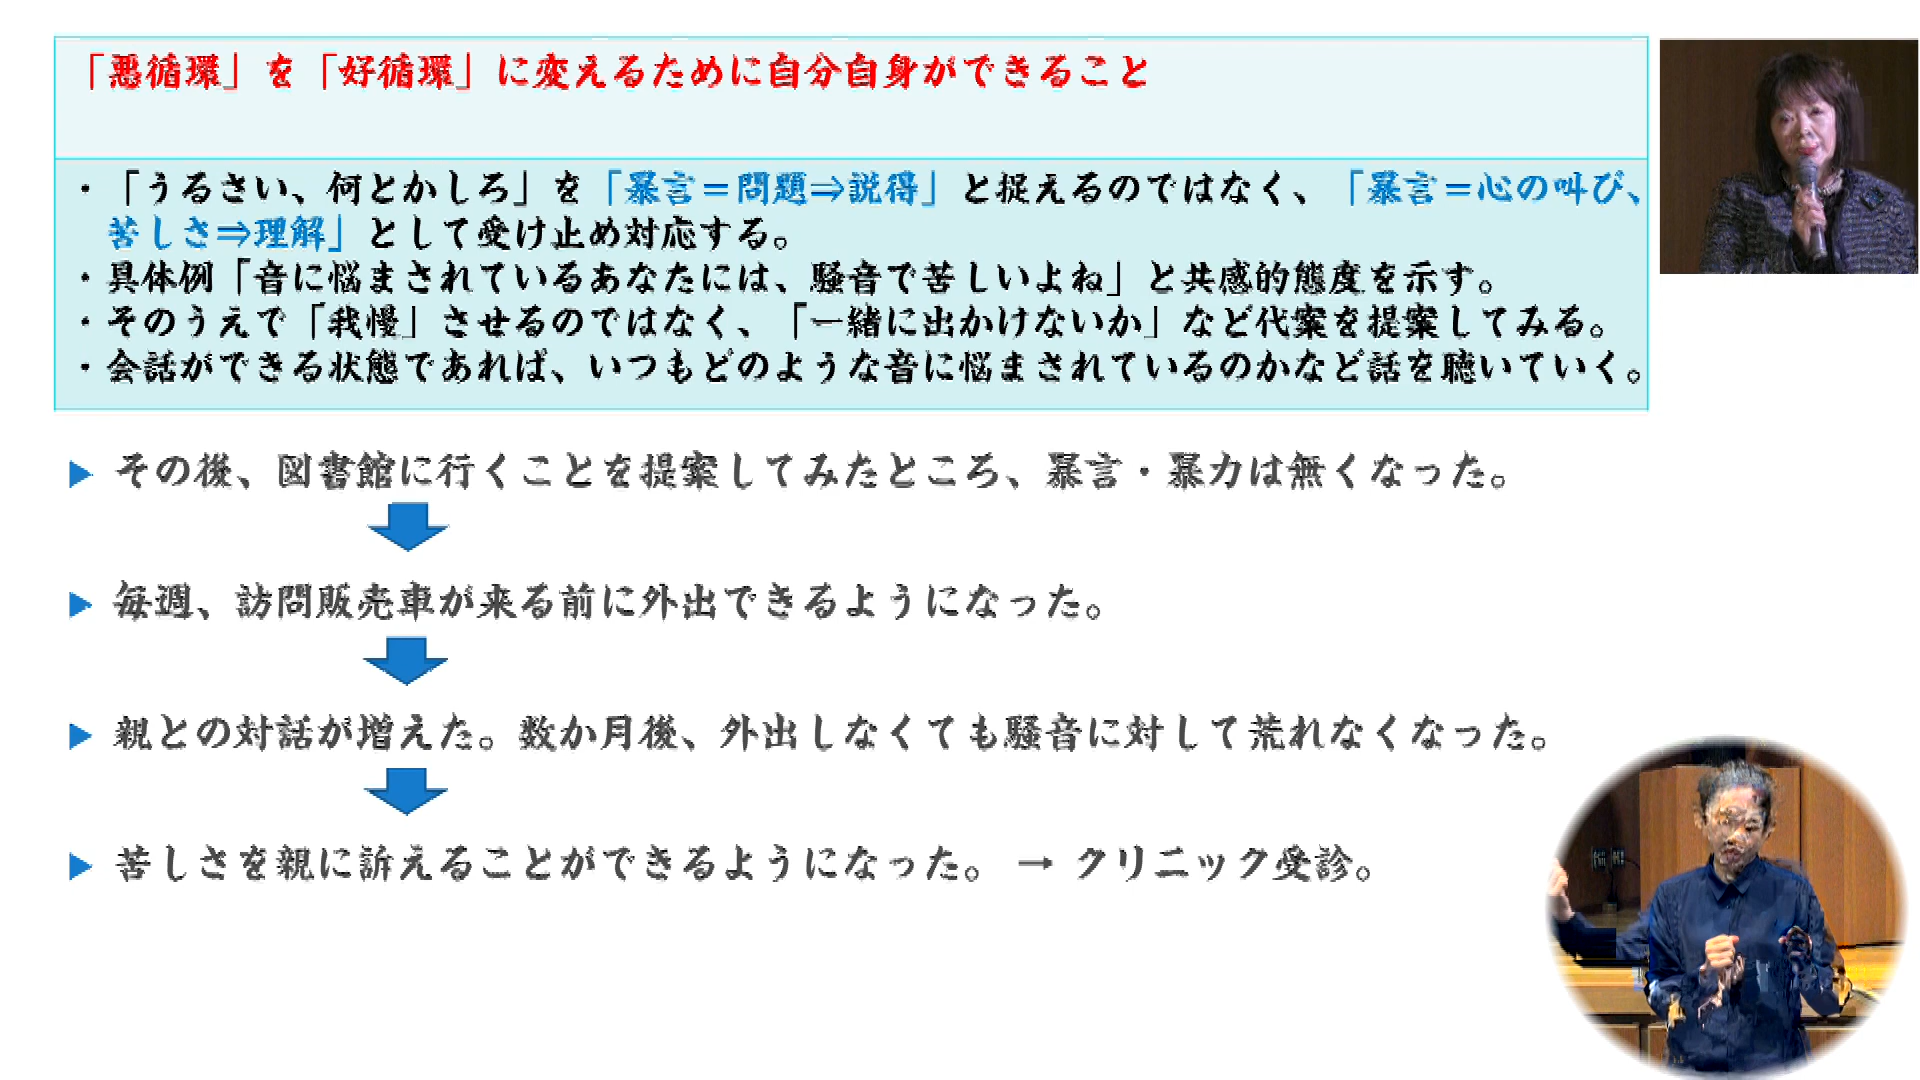 「悪循環」を「好循環」に変えるために自分自身ができること
・「うるさい、何とかしろ」を「暴言＝問題⇒説得」と捉えるのではなく、「暴言＝心の叫び、
苦しさ⇒理解」として受け止め対応する。
・具体例「音に悩まされているあなたには、騒音で苦しいよね」と共感的態度を示す。
・そのうえで「我慢」させるのではなく、「一緒に出かけないか」など代案を提案してみる。
・会話ができる状態であれば、いつもどのような音に悩まされているのかなど話を聴いていく。
▶ その後、図書館に行くことを提案してみたところ、暴言・暴力は無くなった。
▶ 毎週、訪問販売車が来る前に外出できるようになった。
▶ 親との対話が増えた。数か月後、外出しなくても騒音に対して荒れなくなった。
▶ 苦しさを親に訴えることができるようになった。 → クリニック受診。